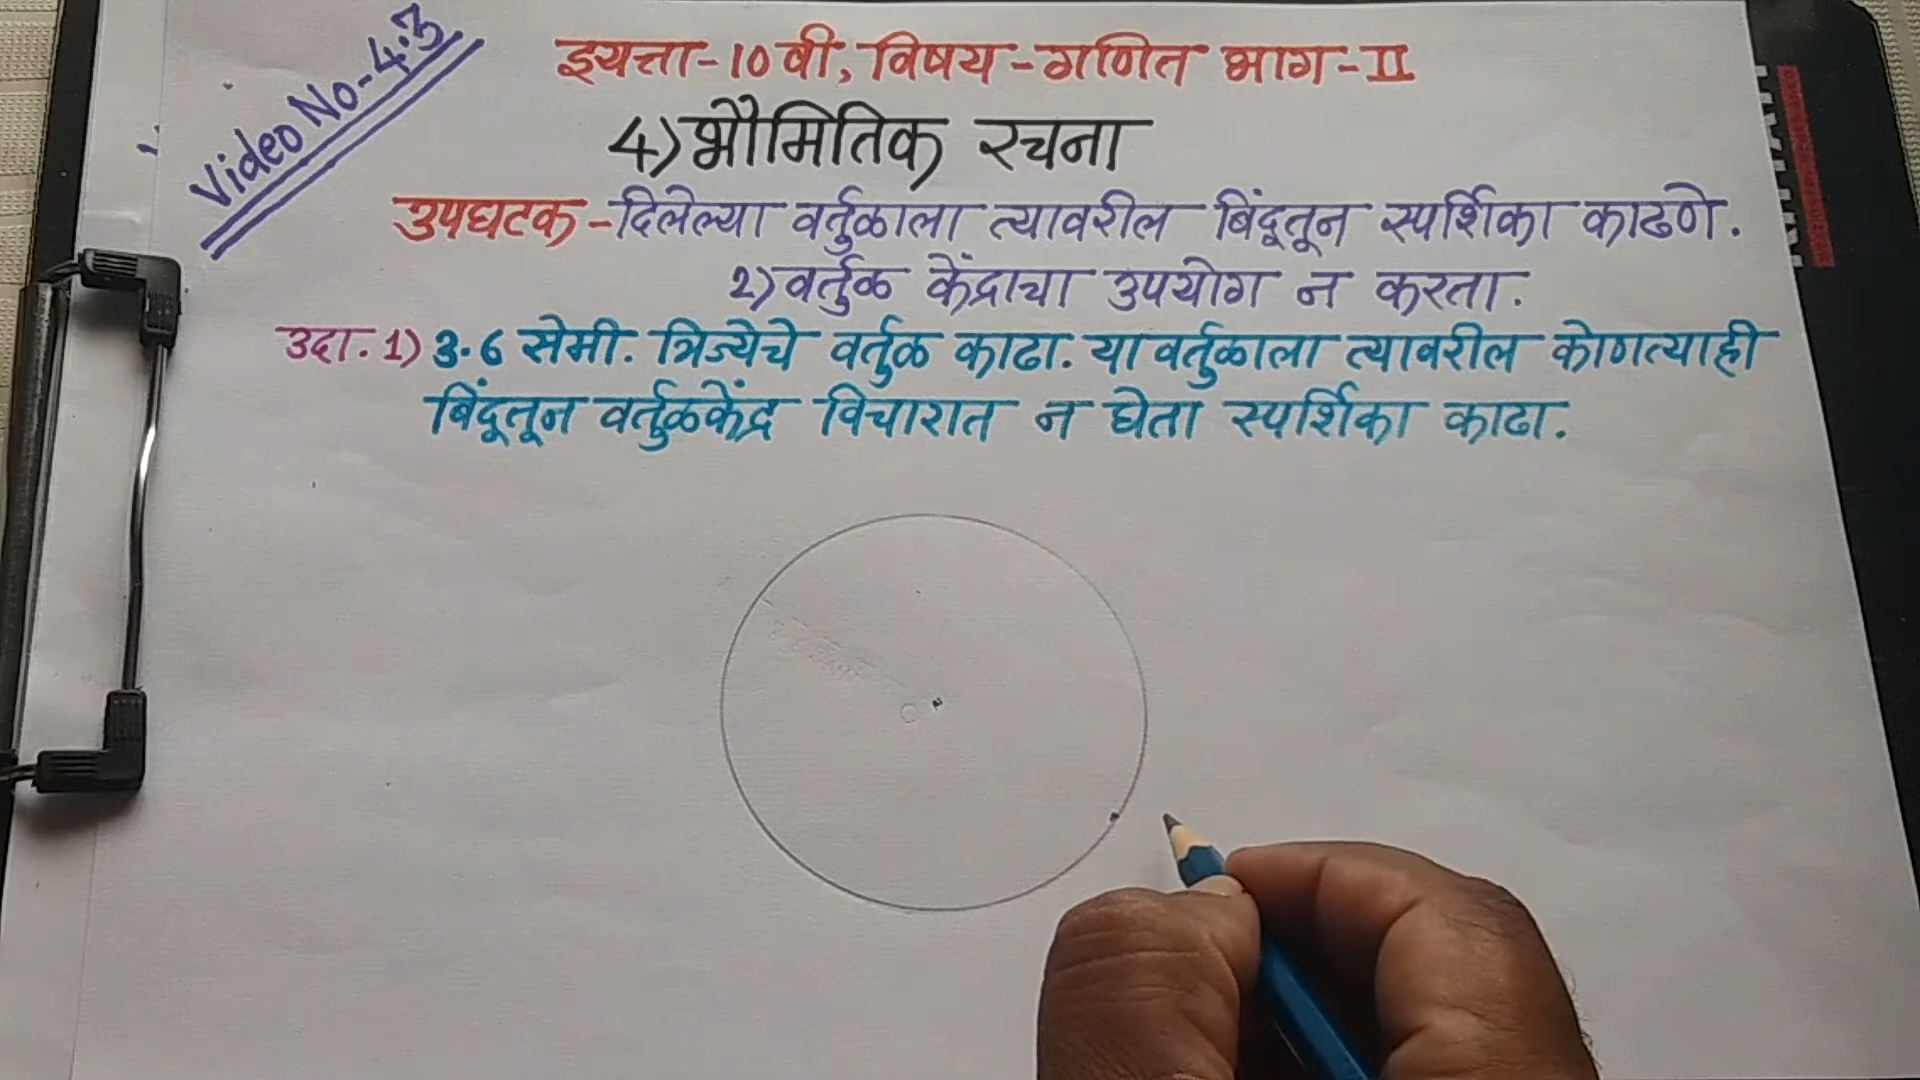 Video No-4.3
इयत्ता-10वी, विषय-गणित भाग-II
4) भौमितिक रचना
उपघटक-दिलेल्या वर्तुळाला त्यावरील बिंदूतून स्पर्शिका काढणे.
2) वर्तुळ केंद्राचा उपयोग न करता.
उदा. 1) 3.6 सेमी. त्रिज्येचे वर्तुळ काढा. या वर्तुळाला त्यावरील कोणत्याही
बिंदूतून वर्तुळकेंद्र विचारात न घेता स्पर्शिका काढा.